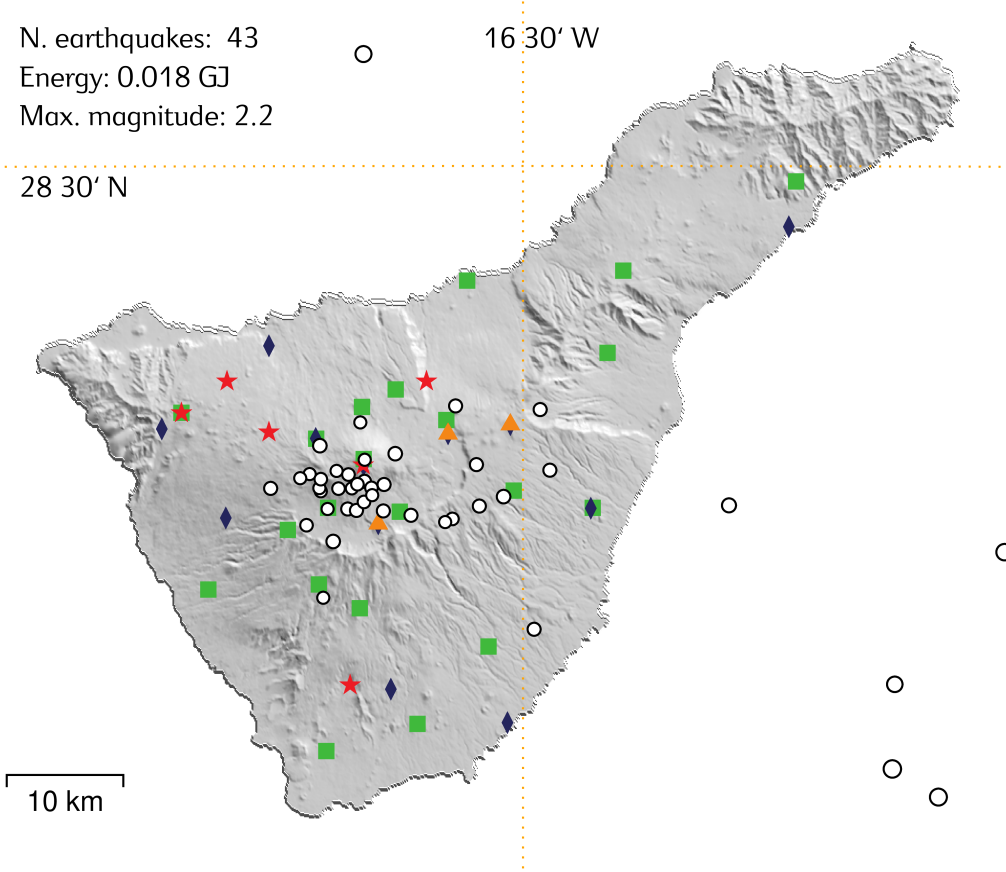 N. earthquakes: 43
16 30‘ W
Energy: 0.018 GJ
Max. magnitude: 2.2
28 30‘ N
10 km